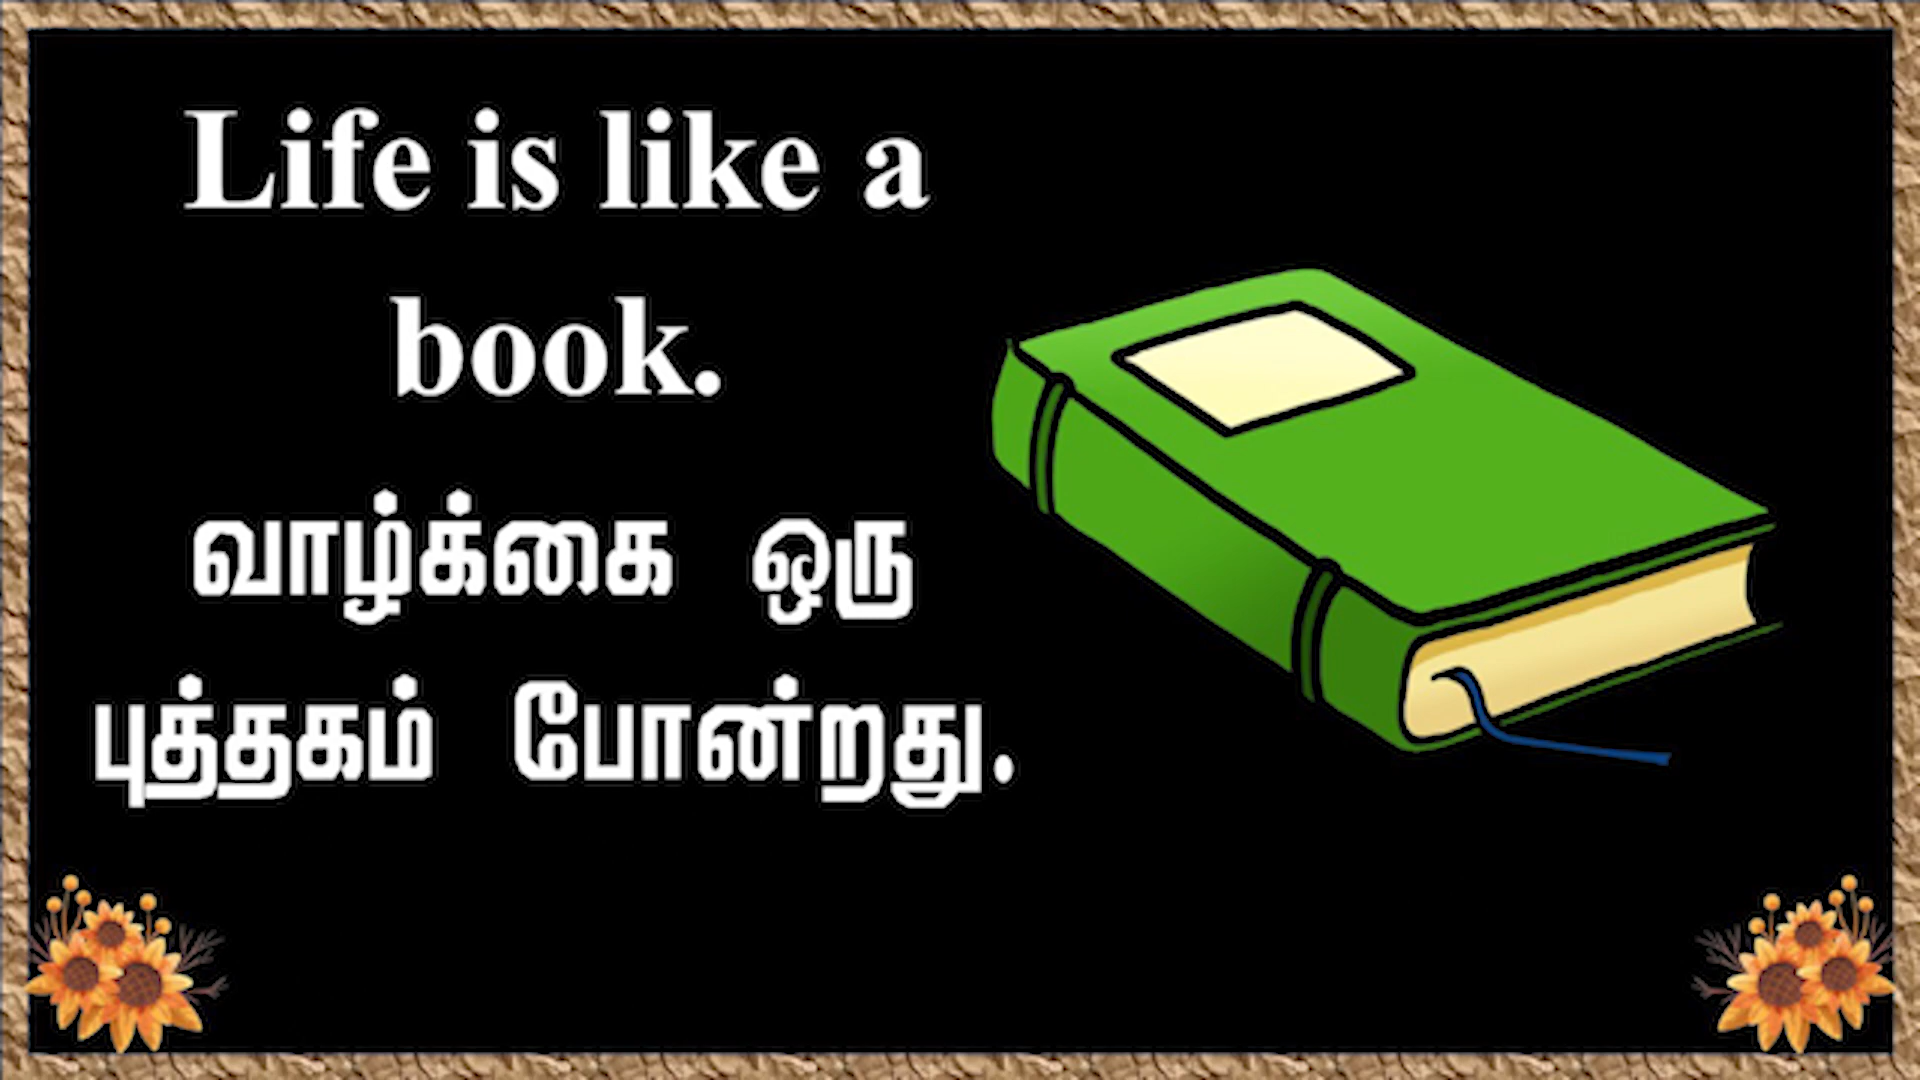 Life is like a
book.
வாழ்க்கை ஒரு
புத்தகம் போன்றது.